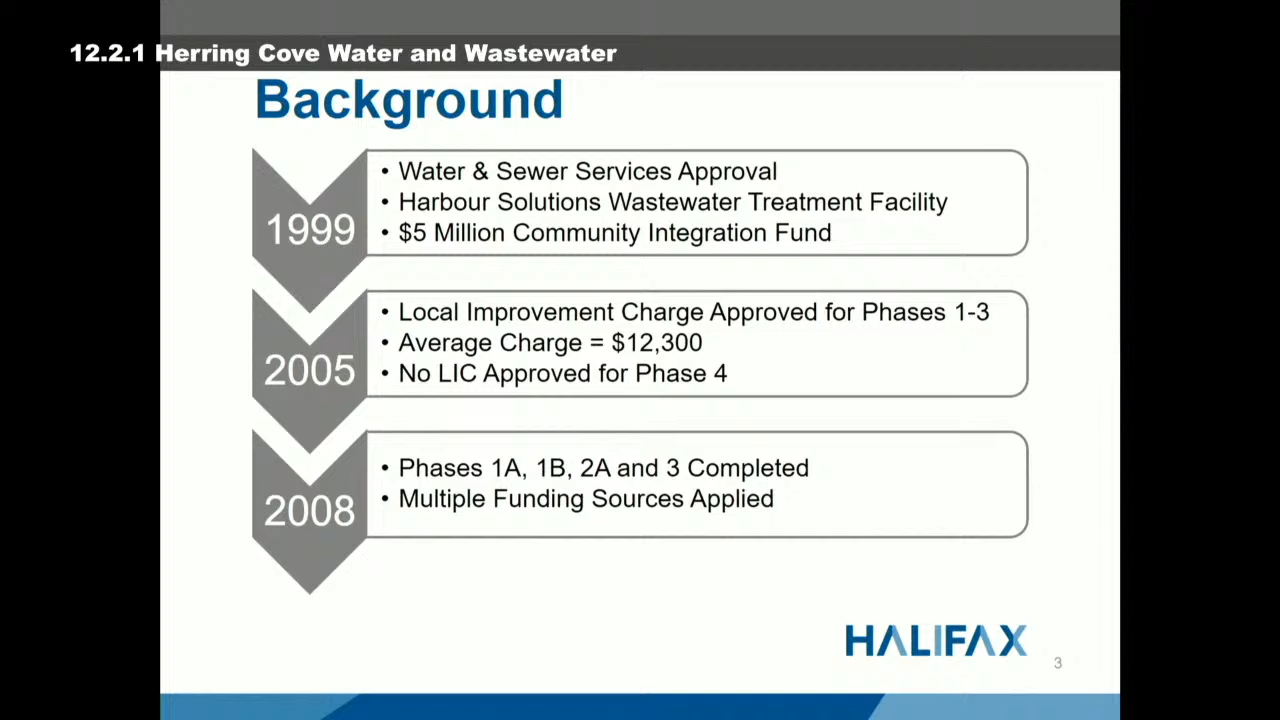 12.2.1 Herring Cove Water and Wastewater
Background
1999
• Water & Sewer Services Approval
• Harbour Solutions Wastewater Treatment Facility
• $5 Million Community Integration Fund
2005
• Local Improvement Charge Approved for Phases 1-3
• Average Charge = $12,300
• No LIC Approved for Phase 4
2008
• Phases 1A, 1B, 2A and 3 Completed
• Multiple Funding Sources Applied
HALIFAX
3